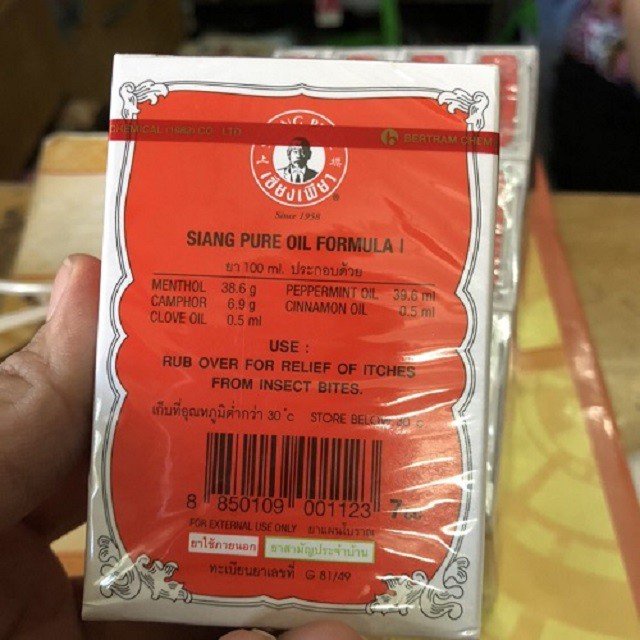 CHEMICAL (1982) CO., LTD. BERTRAM CHEM
เซียงเพียว
®
Since 1958
SIANG PURE OIL FORMULA I
ยา 100 ml. ประกอบด้วย
MENTHOL 38.6 g PEPPERMINT OIL 39.6 ml
CAMPHOR 6.9 g CINNAMON OIL 0.5 ml
CLOVE OIL 0.5 ml
USE :
RUB OVER FOR RELIEF OF ITCHES
FROM INSECT BITES.
เก็บที่อุณหภูมิต่ำกว่า 30 °c STORE BELOW 30 °c
8 850109 001123 7 cc
FOR EXTERNAL USE ONLY ยาแผนโบราณ
ยาใช้ภายนอก ยาสามัญประจำบ้าน
ทะเบียนยาเลขที่ G 81/49